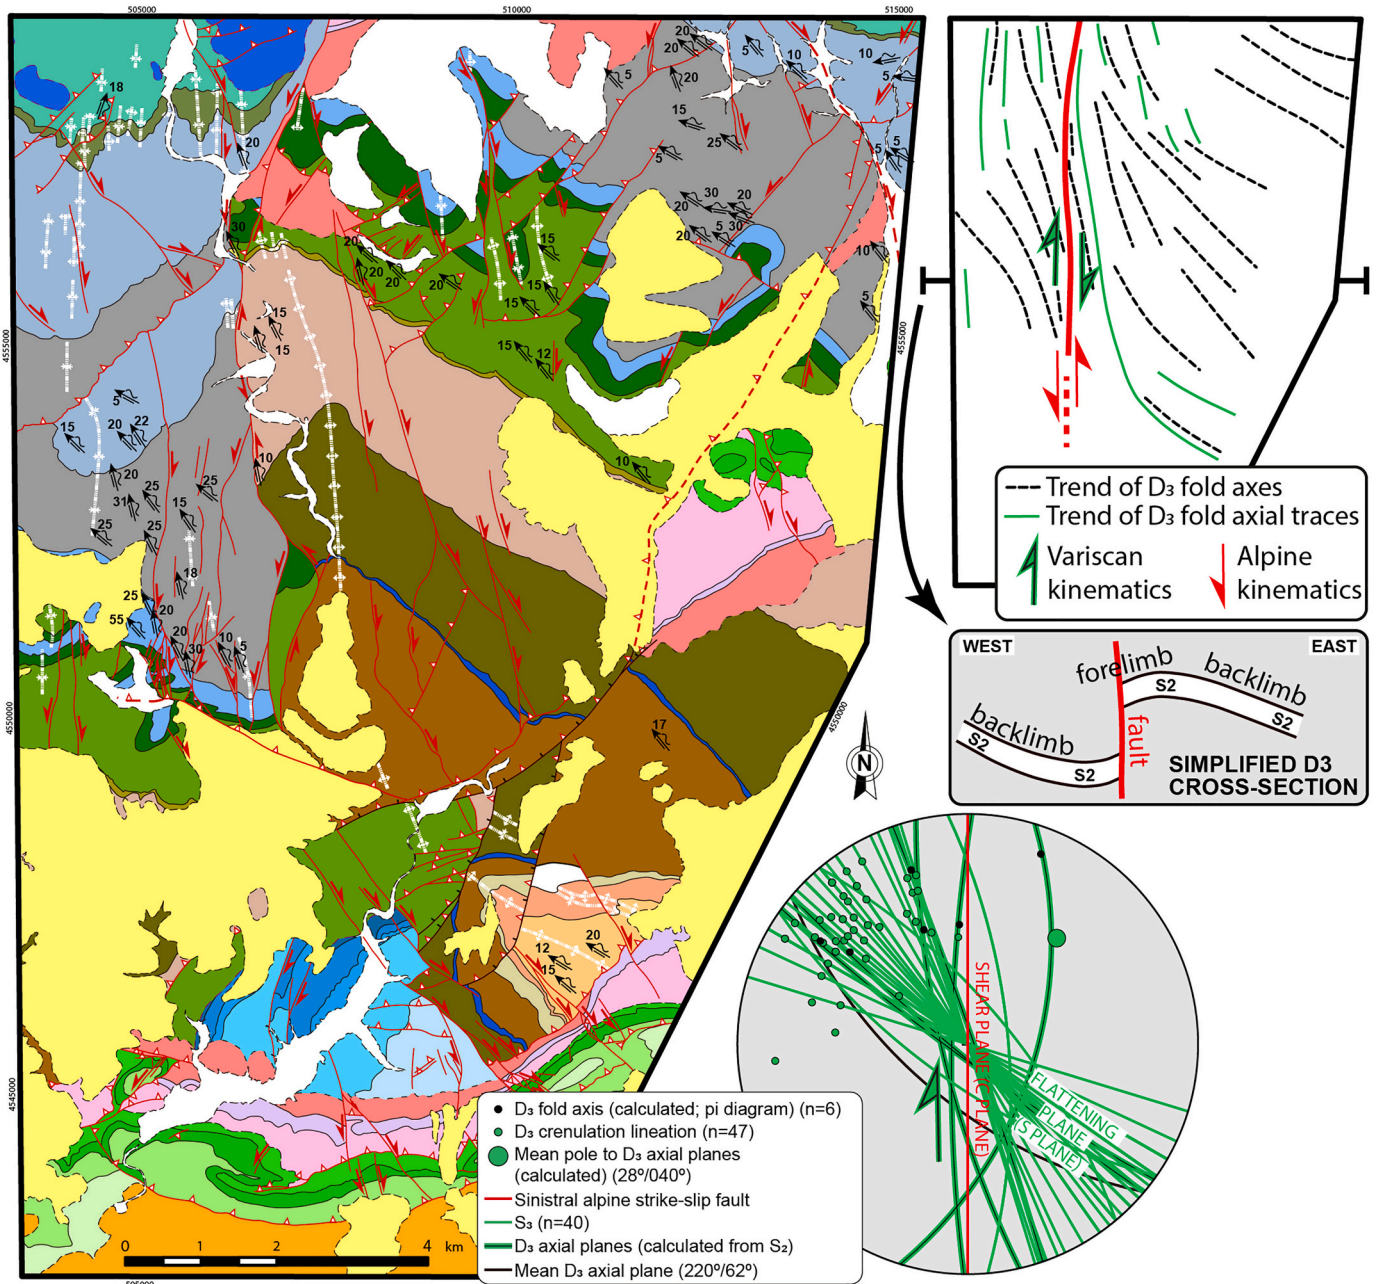 505000
510000
515000
4555000
4555000
4550000
4550000
4545000
505000
18
20
30
20
20
20
5
5
10
10
5
20
15
25
5
5
5
30
20
20
5
30
20
10
5
20
20
20
20
15
15
15
12
15
15
10
10
5
15
20
22
20
31
25
25
15
25
25
18
25
20
55
20
30
10
5
17
12
20
15
N
0 1 2 4 km
Trend of D₃ fold axes
Trend of D₃ fold axial traces
Variscan kinematics
Alpine kinematics
WEST
EAST
forelimb
backlimb
S2
S2
backlimb
S2
S2
fault
SIMPLIFIED D3
CROSS-SECTION
SHEAR PLANE (C PLANE)
FLATTENING
PLANE
(S PLANE)
D₃ fold axis (calculated; pi diagram) (n=6)
D₃ crenulation lineation (n=47)
Mean pole to D₃ axial planes
(calculated) (28º/040º)
Sinistral alpine strike-slip fault
S₃ (n=40)
D₃ axial planes (calculated from S₂)
Mean D₃ axial plane (220º/62º)